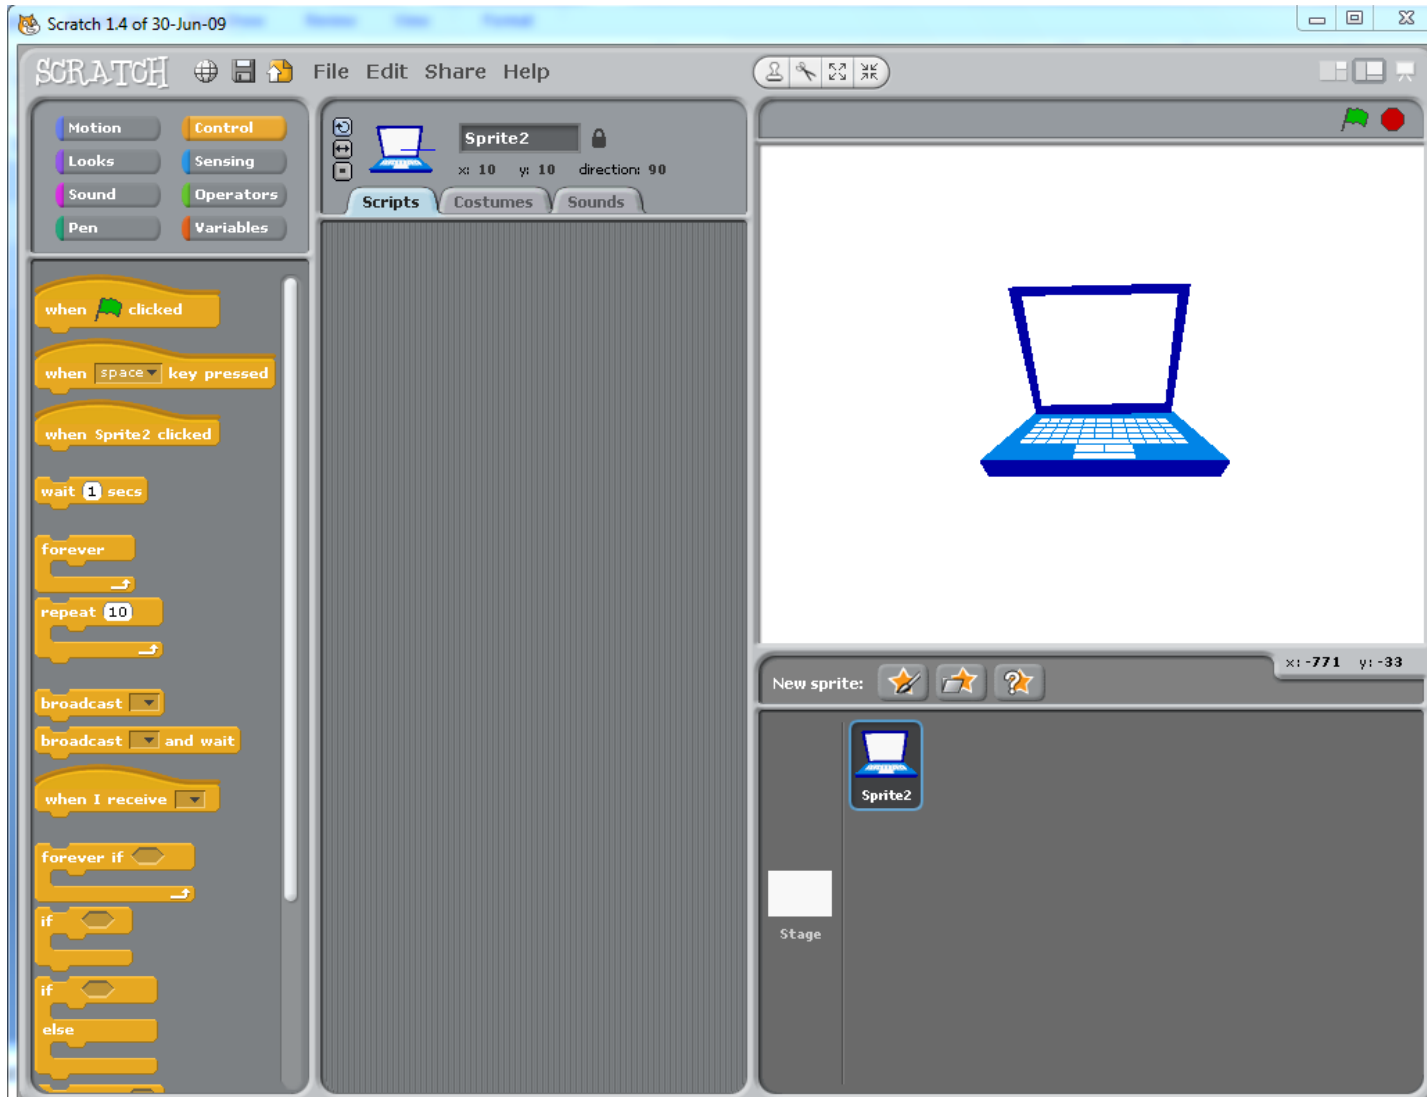 Scratch 1.4 of 30-Jun-09
SCRATCH File Edit Share Help
Motion Control
Looks Sensing
Sound Operators
Pen Variables
Sprite2
x: 10 y: 10 direction: 90
Scripts Costumes Sounds
when clicked
when space key pressed
when Sprite2 clicked
wait 1 secs
forever
repeat 10
broadcast
broadcast and wait
when I receive
forever if
if
if
else
x: -771 y: -33
New sprite:
Sprite2
Stage